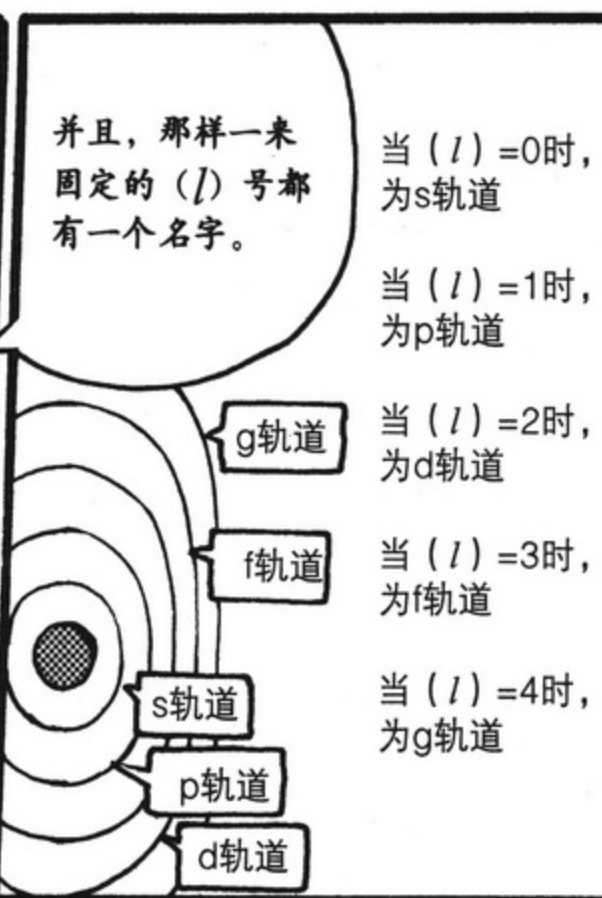 并且，那样一来
固定的（l）号都
有一个名字。
当（l）=0时，
为s轨道
当（l）=1时，
为p轨道
当（l）=2时，
为d轨道
当（l）=3时，
为f轨道
当（l）=4时，
为g轨道
g轨道
f轨道
s轨道
p轨道
d轨道